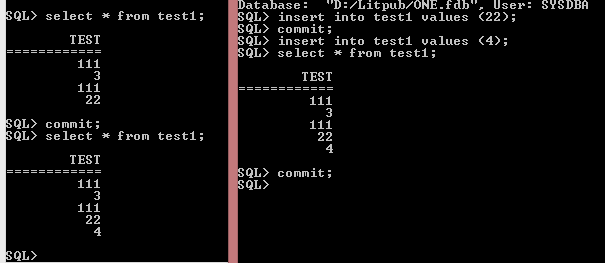 SQL> select * from test1;
TEST
============
111
3
111
22
SQL> commit;
SQL> select * from test1;
TEST
============
111
3
111
22
4
SQL>
Database:  "D:/Litpub/ONE.fdb", User: SYSDBA
SQL> insert into test1 values (22);
SQL> commit;
SQL> insert into test1 values (4);
SQL> select * from test1;
TEST
============
111
3
111
22
4
SQL> commit;
SQL>